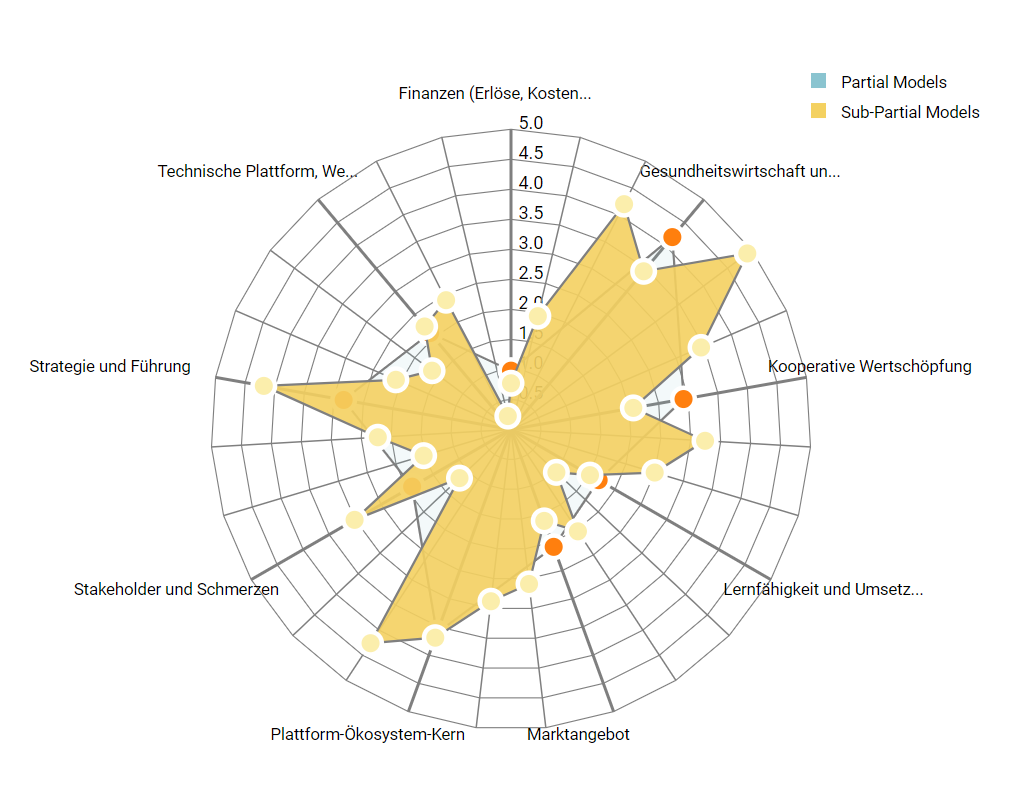 Partial Models
Sub-Partial Models
Finanzen (Erlöse, Kosten...
5.0
4.5
Technische Plattform, We...
Gesundheitswirtschaft un...
4.0
3.5
3.0
2.5
Strategie und Führung
Kooperative Wertschöpfung
Stakeholder und Schmerzen
Lernfähigkeit und Umsetz...
Plattform-Ökosystem-Kern
Marktangebot